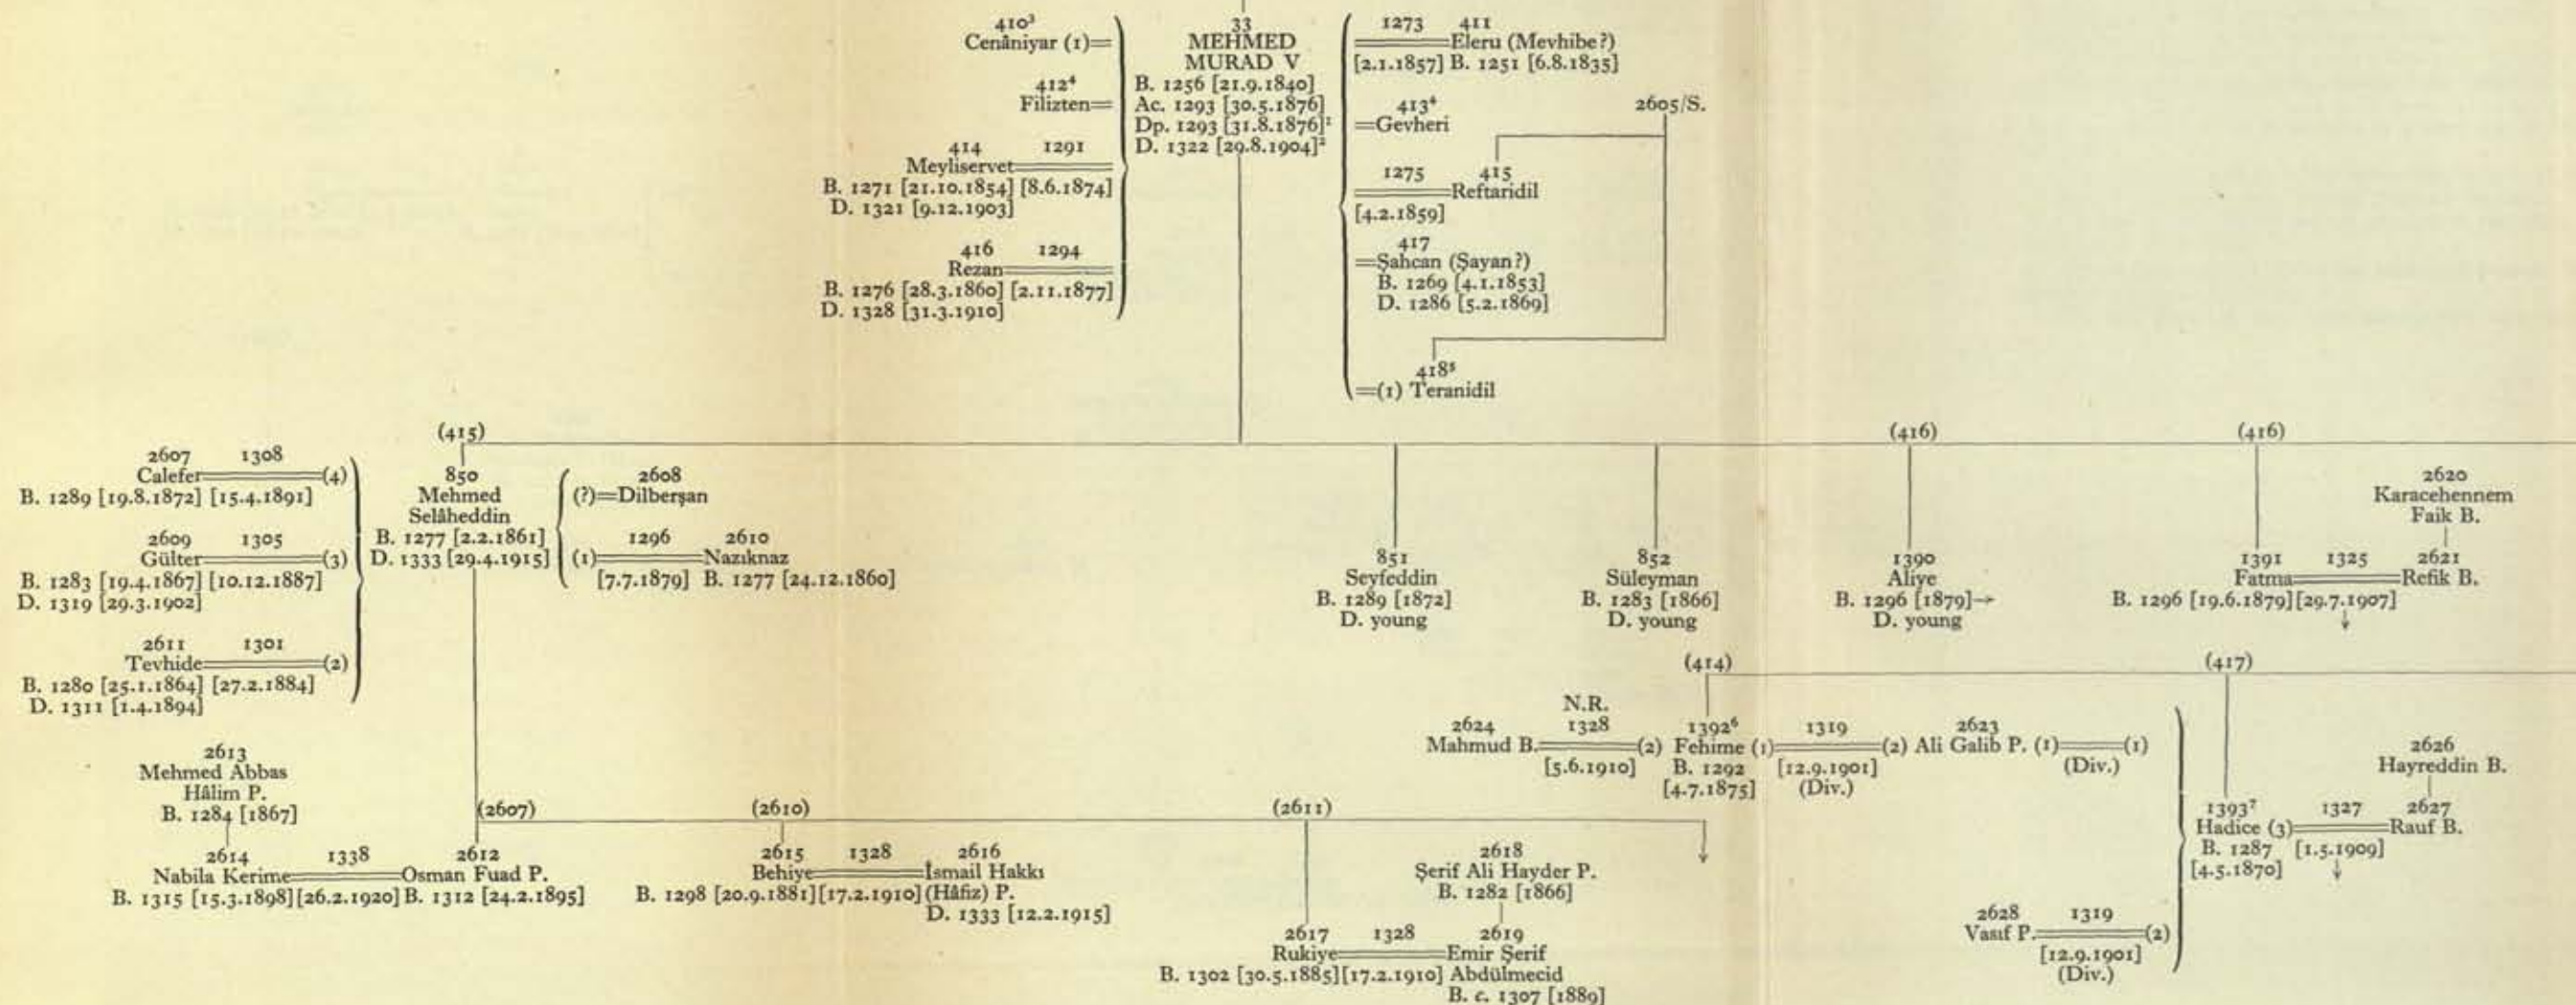 410³
Cenâniyar (1)=
412⁴
Filizten=
414 1291
Meyliservet
B. 1271 [21.10.1854] [8.6.1874]
D. 1321 [9.12.1903]
416 1294
Rezan
B. 1276 [28.3.1860] [2.11.1877]
D. 1328 [31.3.1910]
33
MEHMED
MURAD V
B. 1256 [21.9.1840]
Ac. 1293 [30.5.1876]
Dp. 1293 [31.8.1876]¹
D. 1322 [29.8.1904]²
1273 411
Eleru (Mevhibe?)
[2.1.1857] B. 1251 [6.8.1835]
413⁴
=Gevheri
2605/S.
1275 415
Reftaridil
[4.2.1859]
417
=Şahcan (Şayan?)
B. 1269 [4.1.1853]
D. 1286 [5.2.1869]
418⁵
=(1) Teranidil
(415)
(416)
(416)
2607 1308
Calefer (4)
B. 1289 [19.8.1872] [15.4.1891]
2609 1305
Gülter (3)
B. 1283 [19.4.1867] [10.12.1887]
D. 1319 [29.3.1902]
2611 1301
Tevhide (2)
B. 1280 [25.1.1864] [27.2.1884]
D. 1311 [1.4.1894]
850
Mehmed
Selâheddin
B. 1277 [2.2.1861]
D. 1333 [29.4.1915]
2608
(?)=Dilberşan
1296 2610
(1) Nazıknaz
[7.7.1879] B. 1277 [24.12.1860]
851
Seyfeddin
B. 1289 [1872]
D. young
852
Süleyman
B. 1283 [1866]
D. young
1390
Aliye
B. 1296 [1879]→
D. young
2620
Karacehennem
Faik B.
1391 1325 2621
Fatma Refik B.
B. 1296 [19.6.1879] [29.7.1907]
(414)
(417)
N.R.
2624 1328 1392⁶ 1319 2623
Mahmud B. (2) Fehime (1) (2) Ali Galib P. (1) (1)
[5.6.1910] B. 1292 [12.9.1901] (Div.)
[4.7.1875] (Div.)
2626
Hayreddin B.
1393⁷ 1327 2627
Hadice (3) Rauf B.
B. 1287 [1.5.1909]
[4.5.1870]
2628 1319
Vasıf P. (2)
[12.9.1901]
(Div.)
2613
Mehmed Abbas
Hâlim P.
B. 1284 [1867]
(2607)
(2610)
(2611)
2614 1338 2612
Nabila Kerime Osman Fuad P.
B. 1315 [15.3.1898] [26.2.1920] B. 1312 [24.2.1895]
2615 1328 2616
Behiye İsmail Hakkı
B. 1298 [20.9.1881] [17.2.1910] (Hâfiz) P.
D. 1333 [12.2.1915]
2618
Şerif Ali Hayder P.
B. 1282 [1866]
2617 1328 2619
Rukiye Emir Şerif
B. 1302 [30.5.1885] [17.2.1910] Abdülmecid
B. c. 1307 [1889]